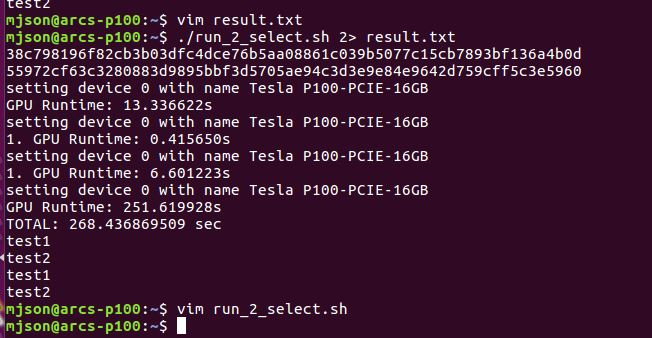 test2
mjson@arcs-p100:~$ vim result.txt
mjson@arcs-p100:~$ ./run_2_select.sh 2> result.txt
38c798196f82cb3b03dfc4dce76b5aa08861c039b5077c15cb7893bf136a4b0d
55972cf63c3280883d9895bbf3d5705ae94c3d3e9e84e9642d759cff5c3e5960
setting device 0 with name Tesla P100-PCIE-16GB
GPU Runtime: 13.336622s
setting device 0 with name Tesla P100-PCIE-16GB
1. GPU Runtime: 0.415650s
setting device 0 with name Tesla P100-PCIE-16GB
1. GPU Runtime: 6.601223s
setting device 0 with name Tesla P100-PCIE-16GB
GPU Runtime: 251.619928s
TOTAL: 268.436869509 sec
test1
test2
test1
test2
mjson@arcs-p100:~$ vim run_2_select.sh
mjson@arcs-p100:~$